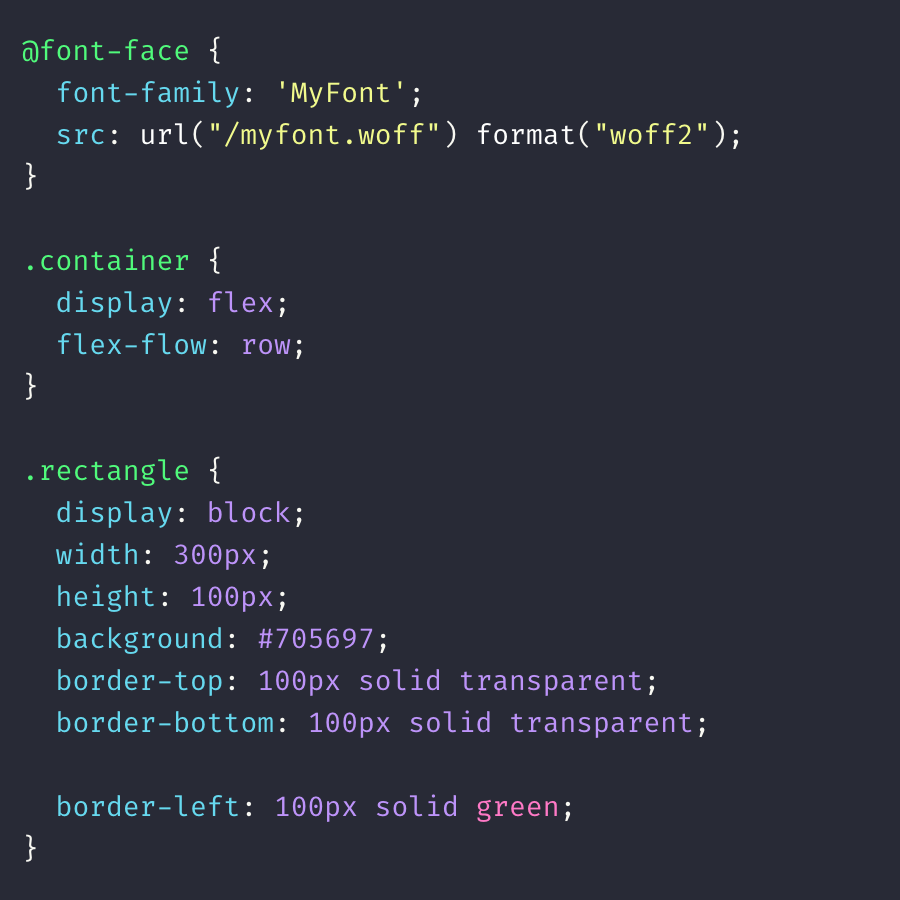 @font-face {
  font-family: 'MyFont';
  src: url("/myfont.woff") format("woff2");
}

.container {
  display: flex;
  flex-flow: row;
}

.rectangle {
  display: block;
  width: 300px;
  height: 100px;
  background: #705697;
  border-top: 100px solid transparent;
  border-bottom: 100px solid transparent;

  border-left: 100px solid green;
}